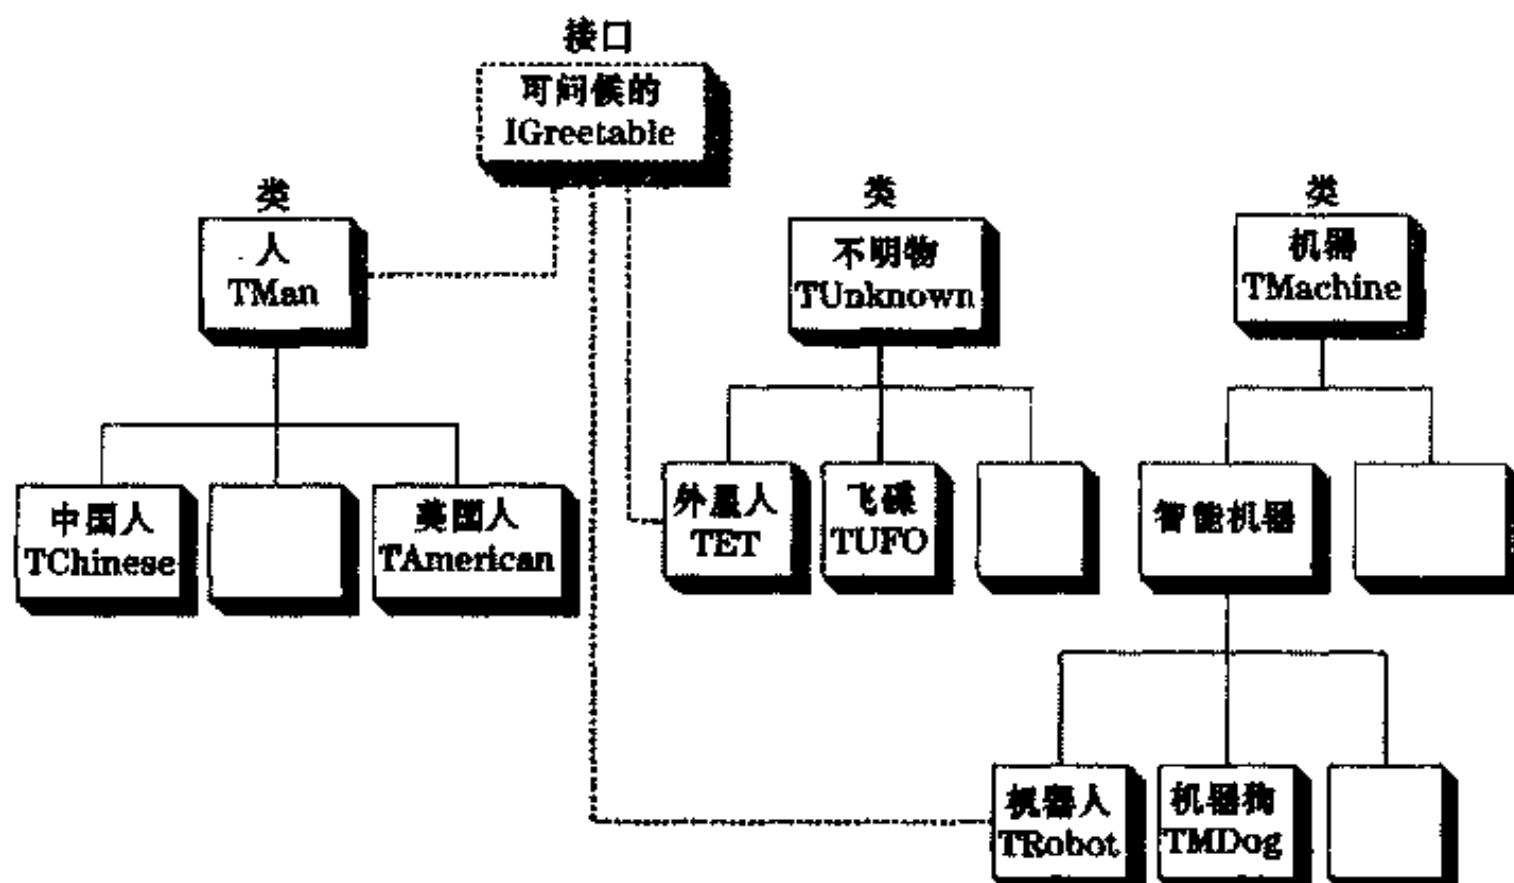 接口
可问候的
IGreetable
类
人
TMan
类
不明物
TUnknown
类
机器
TMachine
中国人
TChinese
美国人
TAmerican
外星人
TET
飞碟
TUFO
智能机器
机器人
TRobot
机器狗
TMDog